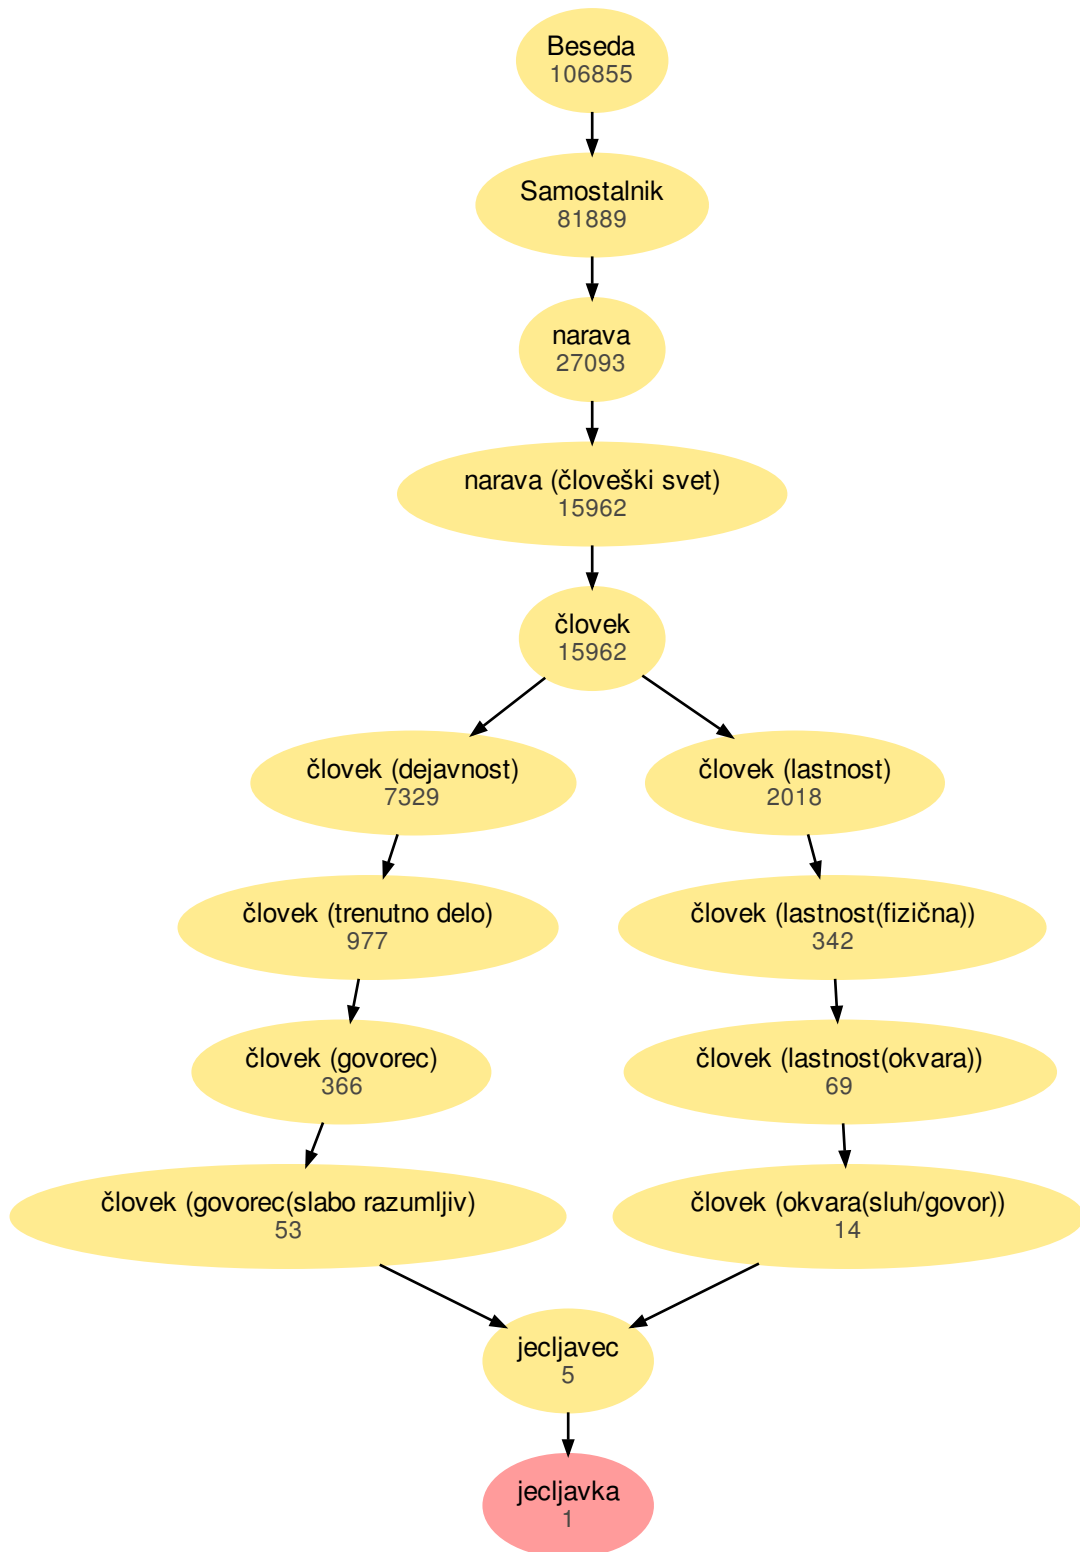 Beseda
106855
Samostalnik
81889
narava
27093
narava (človeški svet)
15962
človek
15962
človek (dejavnost)
7329
človek (lastnost)
2018
človek (trenutno delo)
977
človek (lastnost(fizična))
342
človek (govorec)
366
človek (lastnost(okvara))
69
človek (govorec(slabo razumljiv)
53
človek (okvara(sluh/govor))
14
jecljavec
5
jecljavka
1